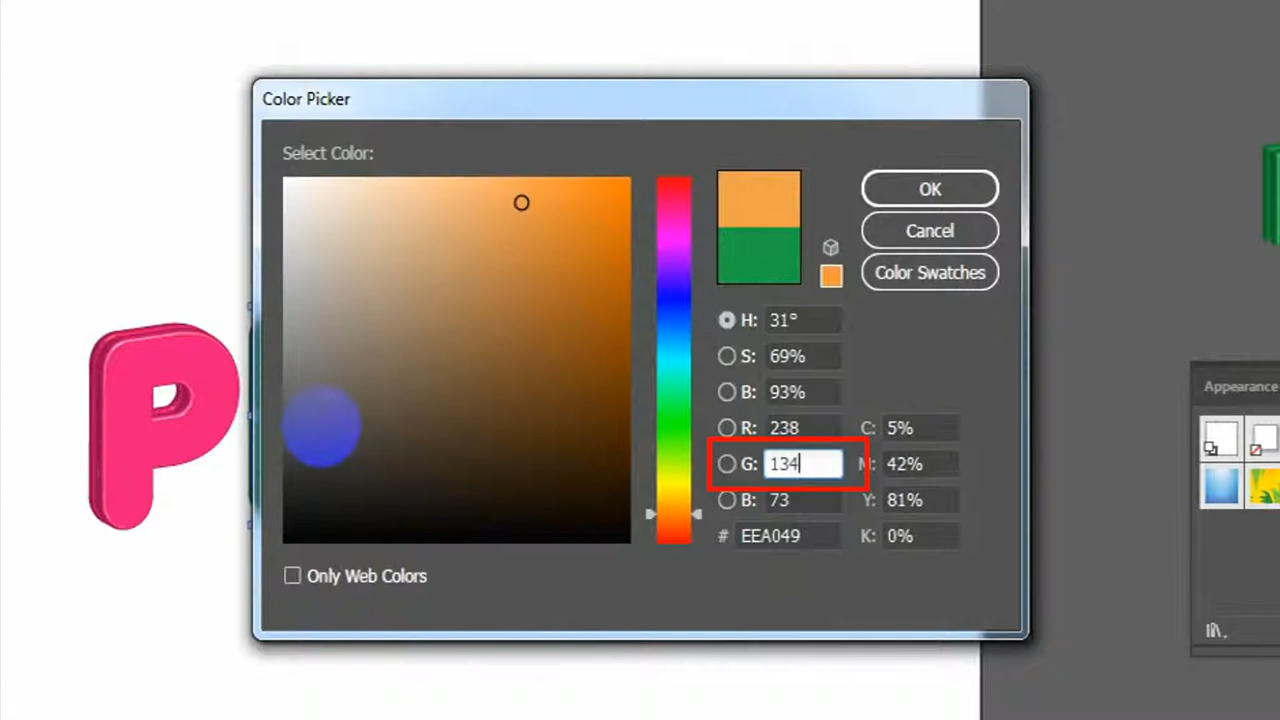 Color Picker
Select Color:
OK
Cancel
Color Swatches
H: 31°
S: 69%
B: 93%
R: 238 C: 5%
G: 134 M: 42%
B: 73 Y: 81%
# EEA049 K: 0%
Only Web Colors
P
Appearance